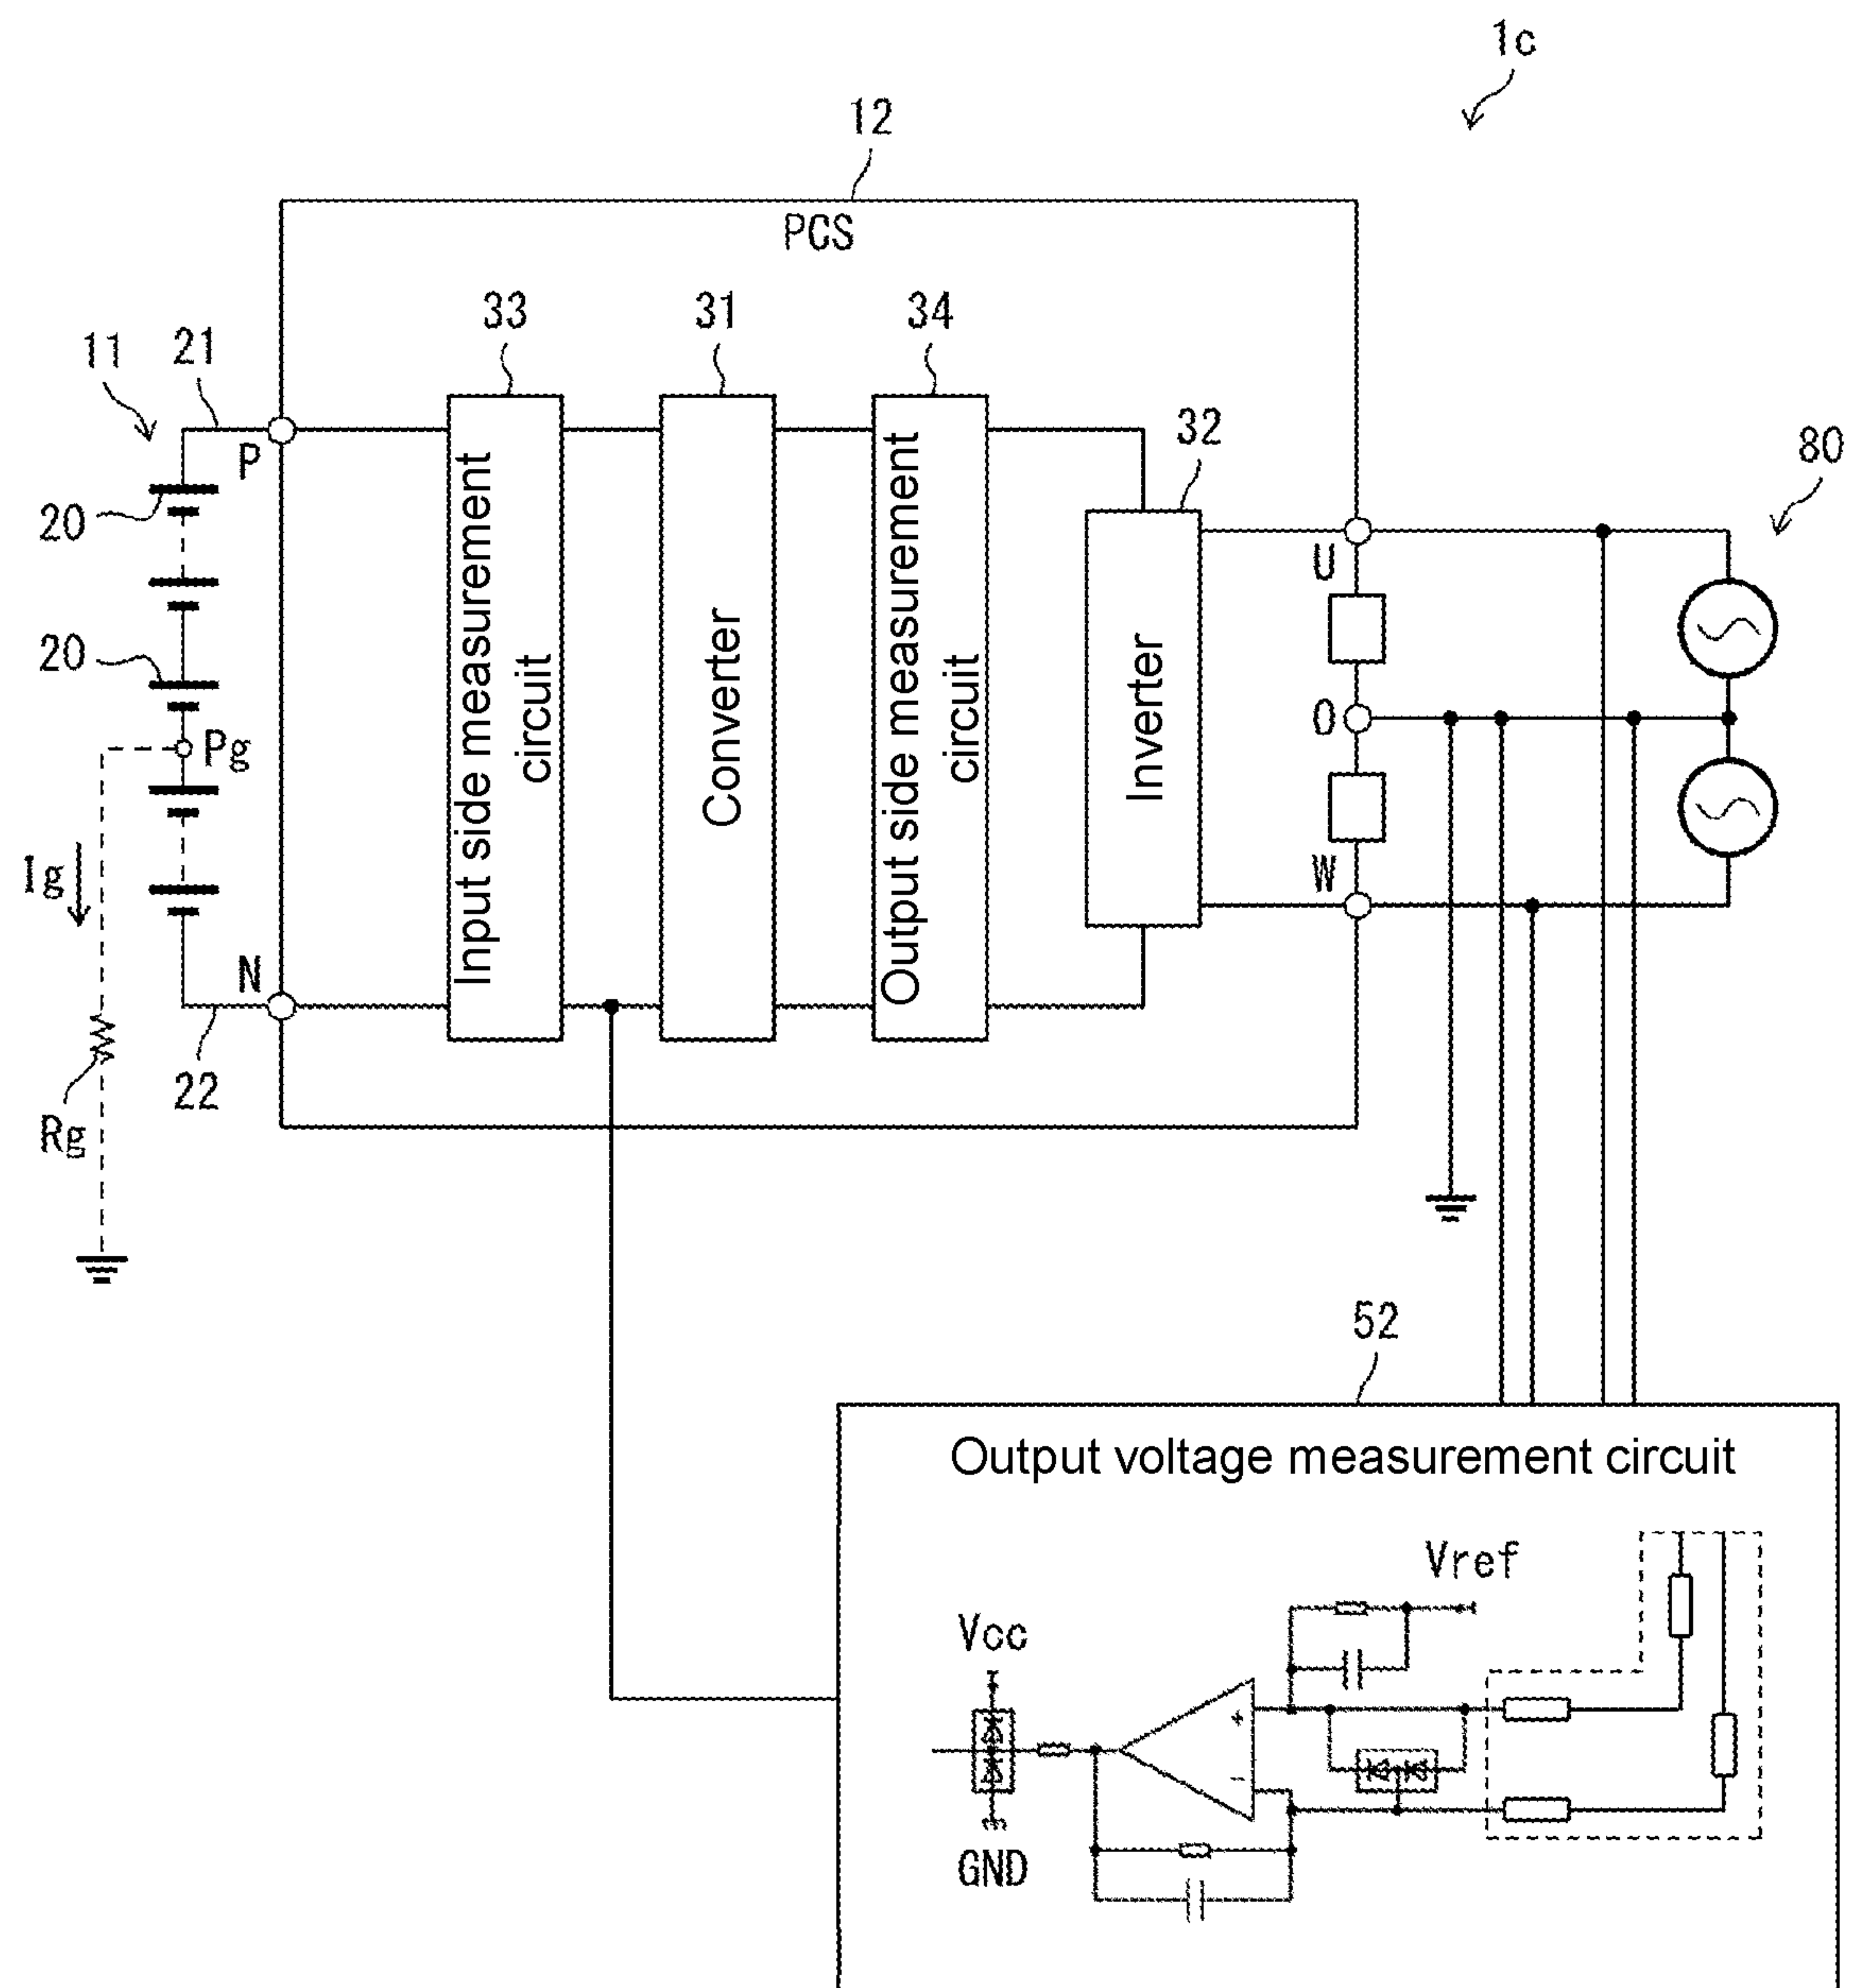 1c
12
PCS
33
31
34
11
21
P
32
80
20
U
20
Input side measurement
circuit
Converter
Output side measurement
circuit
Inverter
O
Pg
Ig
W
N
22
Rg
52
Output voltage measurement circuit
Vref
Vcc
+
−
GND